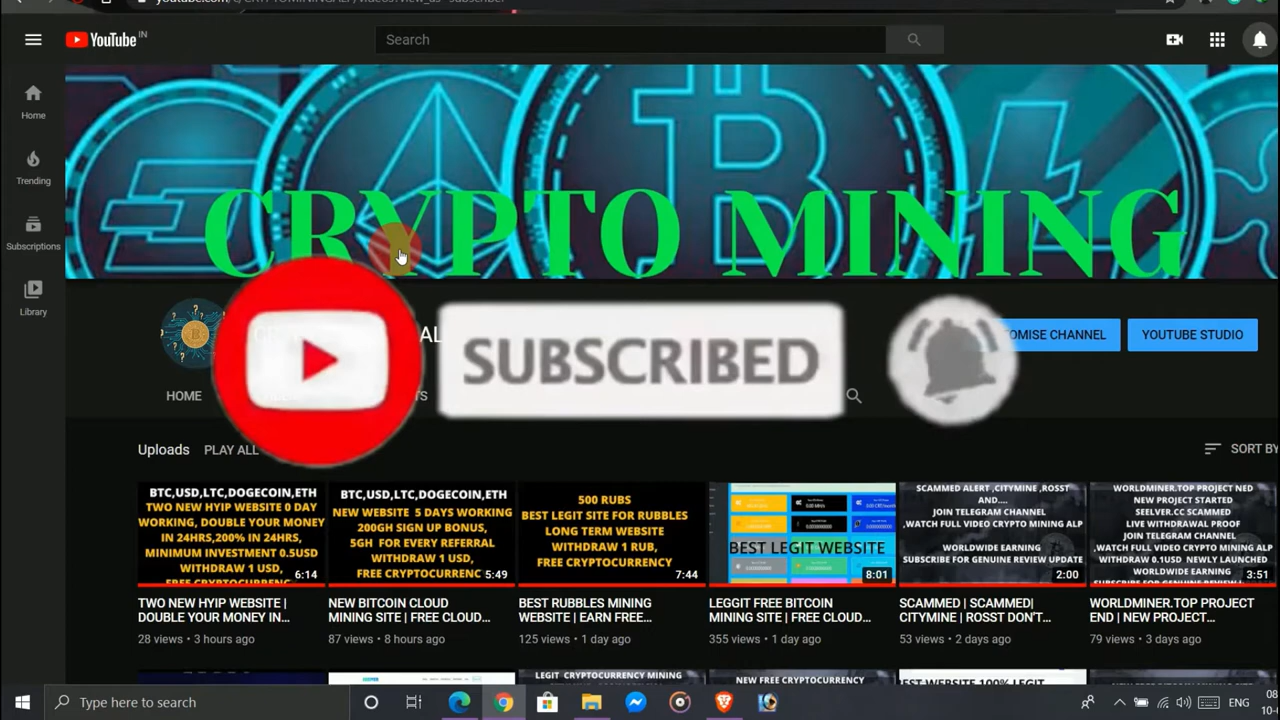 YouTube IN
Search
Home
Trending
Subscriptions
Library
CRYPTO MINING
SUBSCRIBED
YOUTUBE STUDIO
CHANNEL
HOME
Uploads PLAY ALL
SORT BY
BTC,USD,LTC,DOGECOIN,ETH
TWO NEW HYIP WEBSITE 0 DAY
WORKING, DOUBLE YOUR MONEY
IN 24HRS,200% IN 24HRS,
MINIMUM INVESTMENT 0.5USD
WITHDRAW 1 USD,
6:14
TWO NEW HYIP WEBSITE |
DOUBLE YOUR MONEY IN...
28 views • 3 hours ago
BTC,USD,LTC,DOGECOIN,ETH
NEW WEBSITE 5 DAYS WORKING
200GH SIGN UP BONUS,
5GH FOR EVERY REFERRAL
WITHDRAW 1 USD,
FREE CRYPTOCURRENC
5:49
NEW BITCOIN CLOUD
MINING SITE | FREE CLOUD...
87 views • 8 hours ago
500 RUBS
BEST LEGIT SITE FOR RUBBLES
LONG TERM WEBSITE
WITHDRAW 1 RUB,
FREE CRYPTOCURRENCY
7:44
BEST RUBBLES MINING
WEBSITE | EARN FREE...
125 views • 1 day ago
BEST LEGIT WEBSITE
8:01
LEGGIT FREE BITCOIN
MINING SITE | FREE CLOUD...
355 views • 1 day ago
SCAMMED ALERT ,CITYMINE ,ROSST
AND....
JOIN TELEGRAM CHANNEL
,WATCH FULL VIDEO CRYPTO MINING ALP
WORLDWIDE EARNING
SUBSCRIBE FOR GENUINE REVIEW UPDATE
2:00
SCAMMED | SCAMMED|
CITYMINE | ROSST DON'T...
53 views • 2 days ago
WORLDMINER.TOP PROJECT NED
NEW PROJECT STARTED
SEELVER.CC SCAMMED
LIVE WITHDRAWAL PROOF
JOIN TELEGRAM CHANNEL
,WATCH FULL VIDEO CRYPTO MINING ALP
WITHDRAW 0.1USD NEWLY LAUNCHED
WORLDWIDE EARNING
3:51
WORLDMINER.TOP PROJECT
END | NEW PROJECT...
79 views • 3 days ago
LEGIT CRYPTOCURRENCY MINING
NEW FREE CRYPTOCURRENCY
WEBSITE 100% LEGIT
Type here to search
ENG